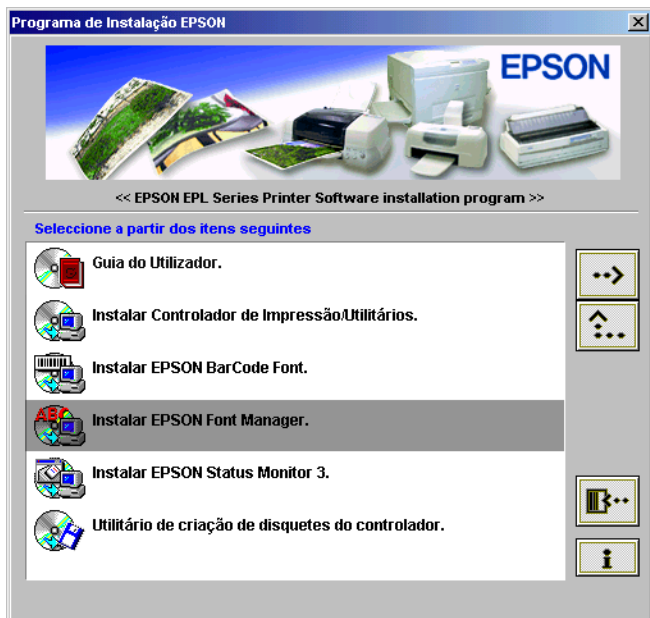 Programa de Instalação EPSON
EPSON
<< EPSON EPL Series Printer Software installation program >>
Seleccione a partir dos itens seguintes
Guia do Utilizador.
Instalar Controlador de Impressão/Utilitários.
Instalar EPSON BarCode Font.
ABC
Instalar EPSON Font Manager.
Instalar EPSON Status Monitor 3.
Utilitário de criação de disquetes do controlador.
i